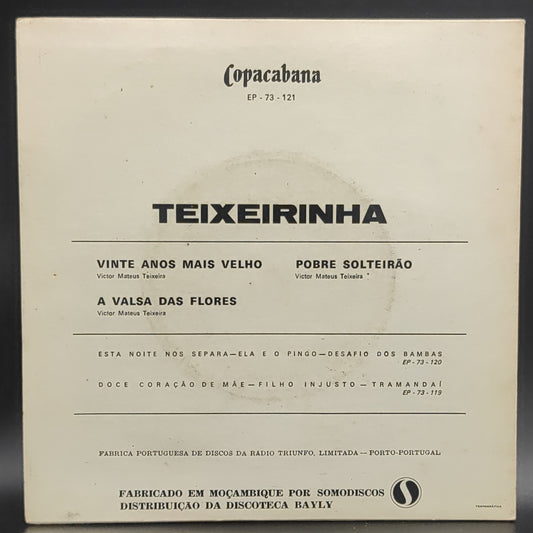 Copacabana
EP - 73 - 121
TEIXEIRINHA
VINTE ANOS MAIS VELHO
Victor Mateus Teixeira
POBRE SOLTEIRÃO
Victor Mateus Teixeira
A VALSA DAS FLORES
Victor Mateus Teixeira
ESTA NOITE NOS SEPARA—ELA E O PINGO—DESAFIO DOS BAMBAS
EP - 73 - 120
DOCE CORAÇÃO DE MÃE—FILHO INJUSTO—TRAMANDAÍ
EP - 73 - 119
FABRICA PORTUGUESA DE DISCOS DA RADIO TRIUNFO, LIMITADA — PORTO-PORTUGAL
FABRICADO EM MOÇAMBIQUE POR SOMODISCOS
DISTRIBUIÇÃO DA DISCOTECA BAYLY